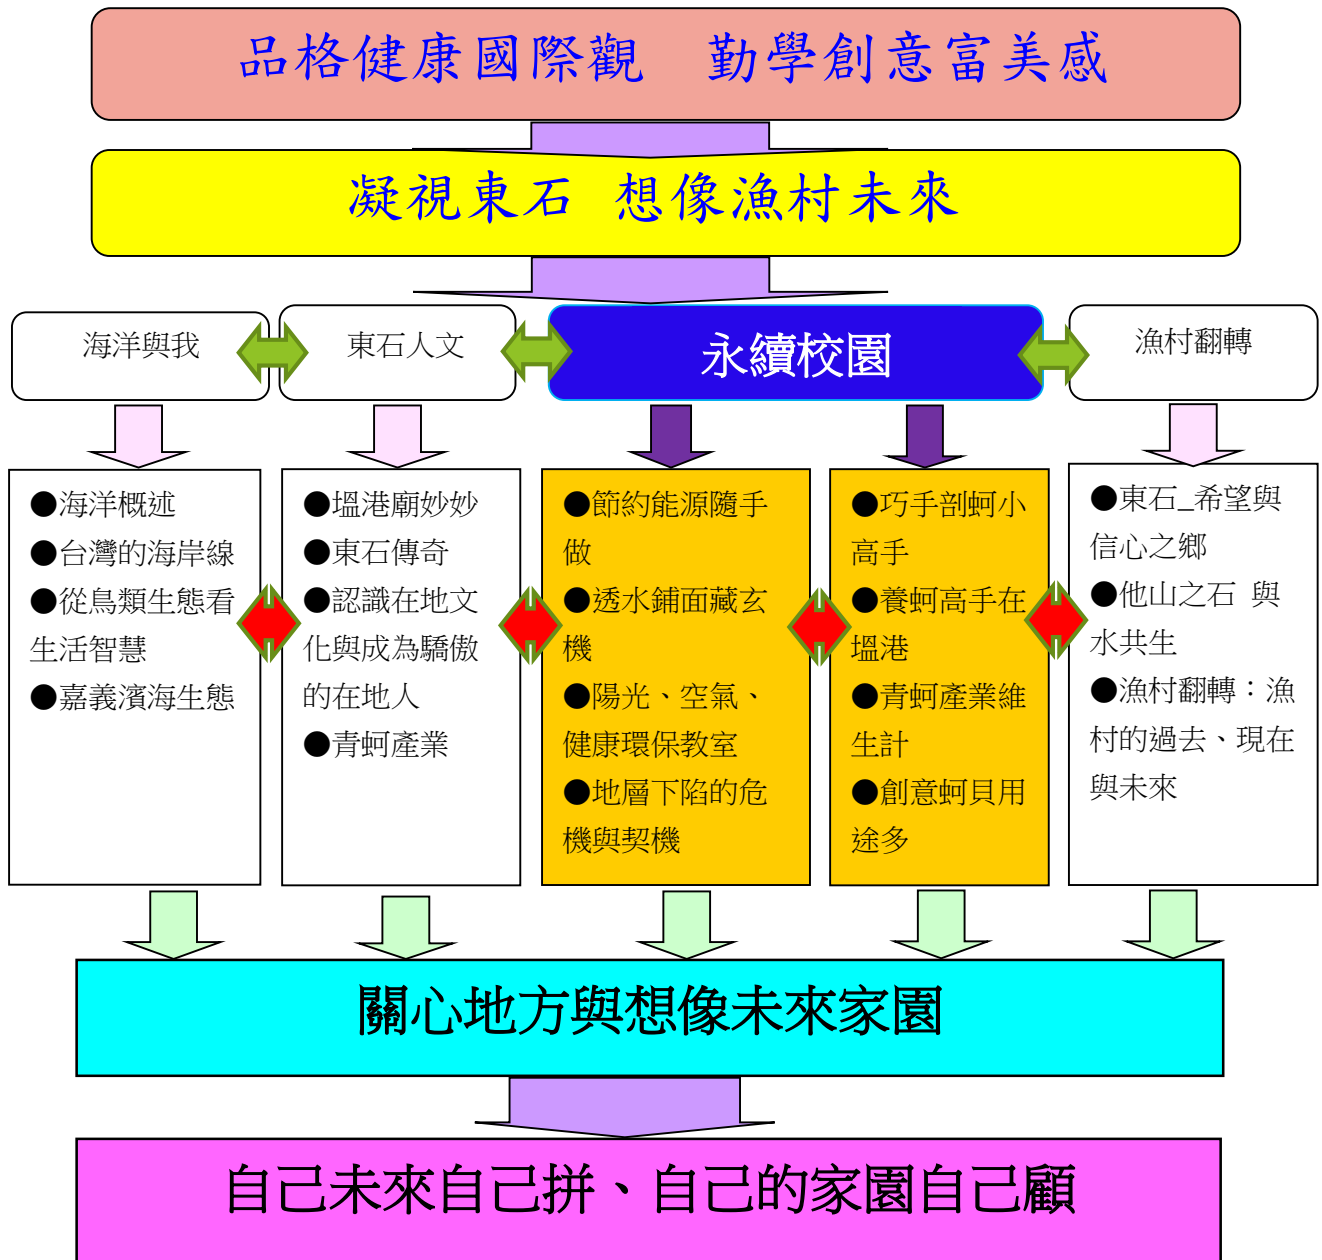 品格健康國際觀　勤學創意富美感
凝視東石 想像漁村未來
海洋與我
東石人文
永續校園
漁村翻轉
●海洋概述
●台灣的海岸線
●從鳥類生態看
生活智慧
●嘉義濱海生態
●塭港廟妙妙
●東石傳奇
●認識在地文
化與成為驕傲
的在地人
●青蚵產業
●節約能源隨手
做
●透水鋪面藏玄
機
●陽光、空氣、
健康環保教室
●地層下陷的危
機與契機
●巧手剖蚵小
高手
●養蚵高手在
塭港
●青蚵產業維
生計
●創意蚵貝用
途多
●東石_希望與
信心之鄉
●他山之石 與
水共生
●漁村翻轉：漁
村的過去、現在
與未來
關心地方與想像未來家園
自己未來自己拼、自己的家園自己顧